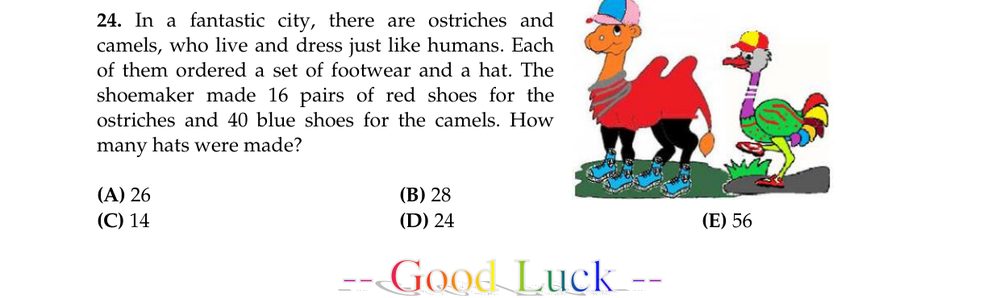 24. In a fantastic city, there are ostriches and
camels, who live and dress just like humans. Each
of them ordered a set of footwear and a hat. The
shoemaker made 16 pairs of red shoes for the
ostriches and 40 blue shoes for the camels. How
many hats were made?
(A) 26 (B) 28
(C) 14 (D) 24 (E) 56
-- Good Luck --